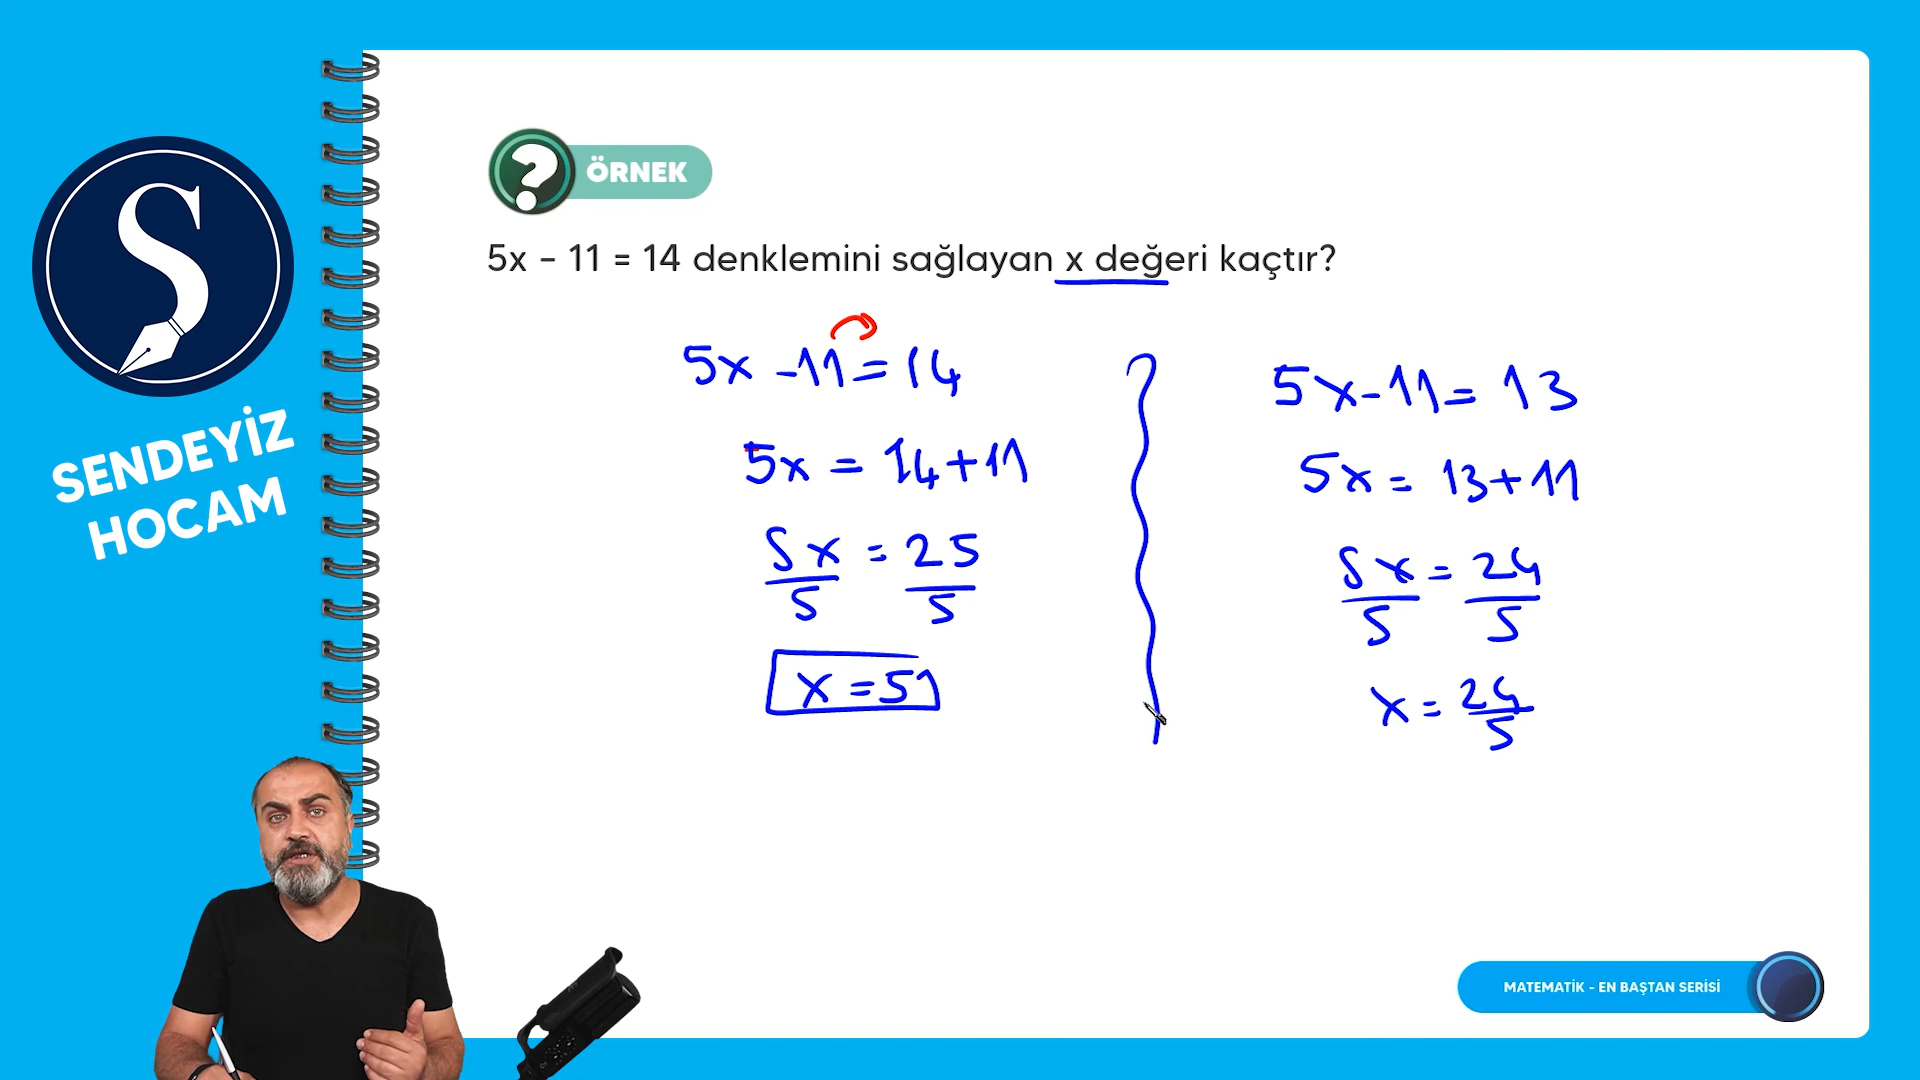 SENDEYİZ
HOCAM
? ÖRNEK
5x - 11 = 14 denklemini sağlayan x değeri kaçtır?
5x - 11 = 14
5x = 14 + 11
5x/5 = 25/5
x = 5
5x - 11 = 13
5x = 13 + 11
5x/5 = 24/5
x = 24/5
MATEMATİK - EN BAŞTAN SERİSİ